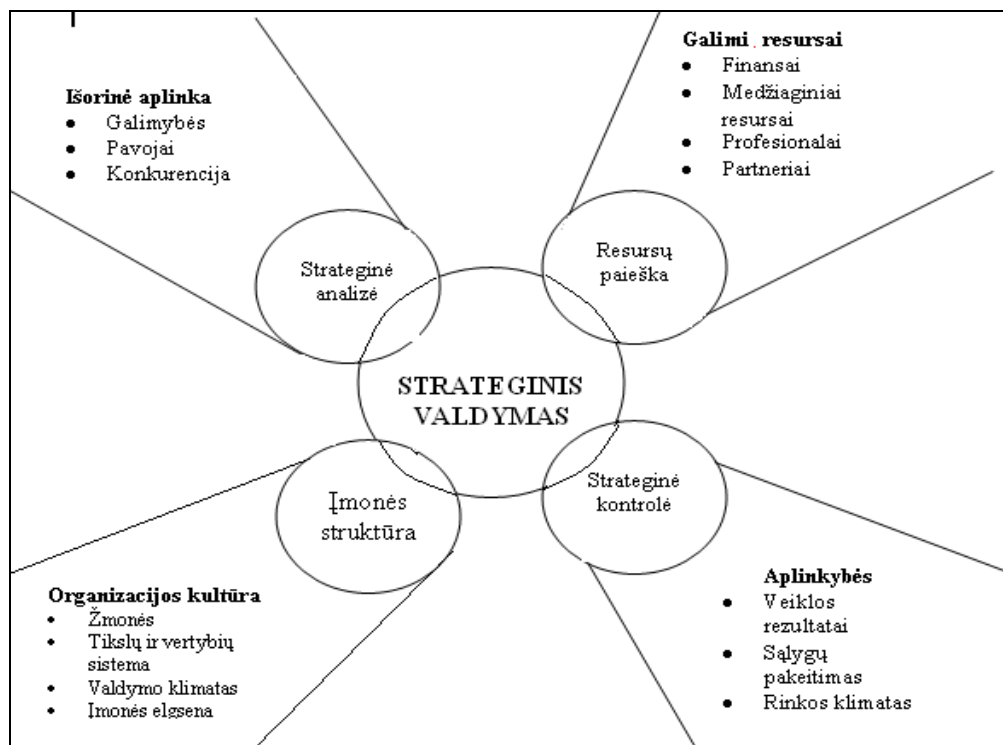 Išorinė aplinka
● Galimybės
● Pavojai
● Konkurencija
Galimi resursai
● Finansai
● Medžiaginiai
resursai
● Profesionalai
● Partneriai
Strateginė
analizė
Resursų
paieška
STRATEGINIS
VALDYMAS
Įmonės
struktūra
Strateginė
kontrolė
Organizacijos kultūra
• Žmonės
• Tikslų ir vertybių
sistema
• Valdymo klimatas
• Įmonės elgsena
Aplinkybės
● Veiklos
rezultatai
● Sąlygų
pakeitimas
● Rinkos klimatas